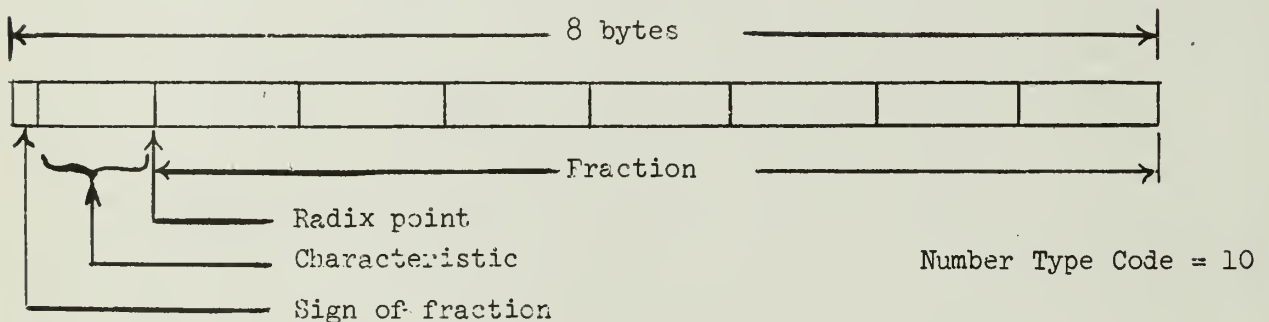 8 bytes
Fraction
Radix point
Characteristic
Number Type Code = 10
Sign of fraction